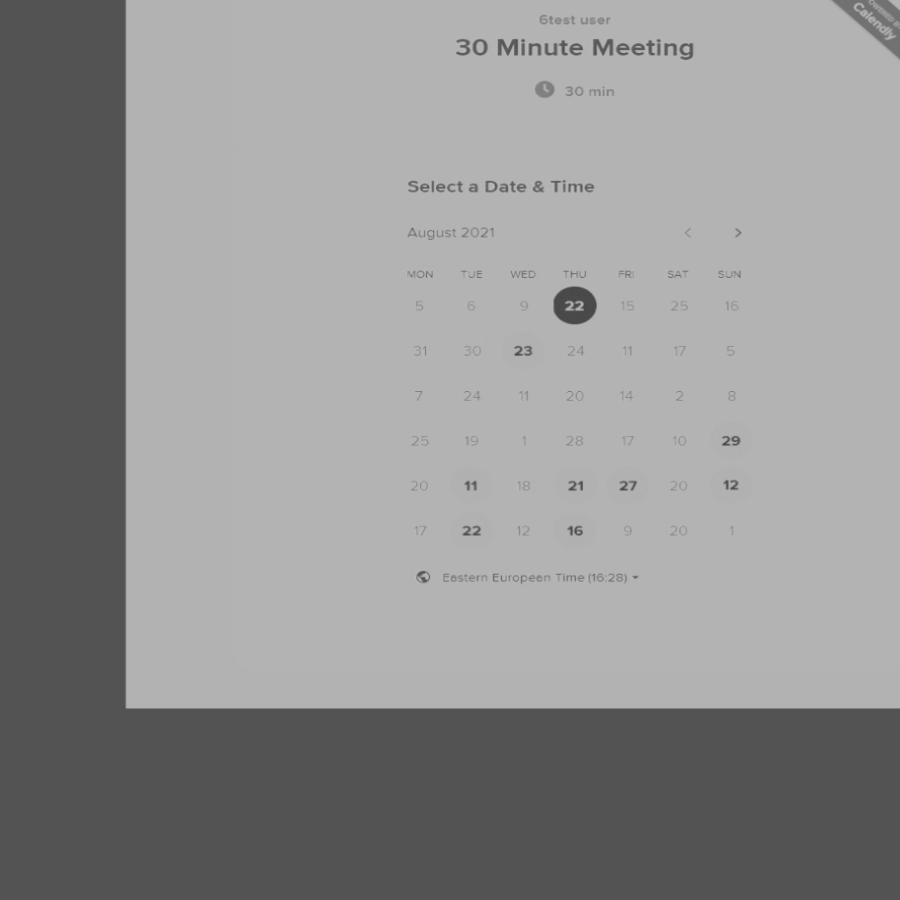 6test user
30 Minute Meeting
30 min
Calendly
Select a Date & Time
August 2021
MON TUE WED THU FRI SAT SUN
5 6 9 22 15 25 16
31 30 23 24 11 17 5
7 24 11 20 14 2 8
25 19 1 28 17 10 29
20 11 18 21 27 20 12
17 22 12 16 9 20 1
Eastern European Time (16:28)